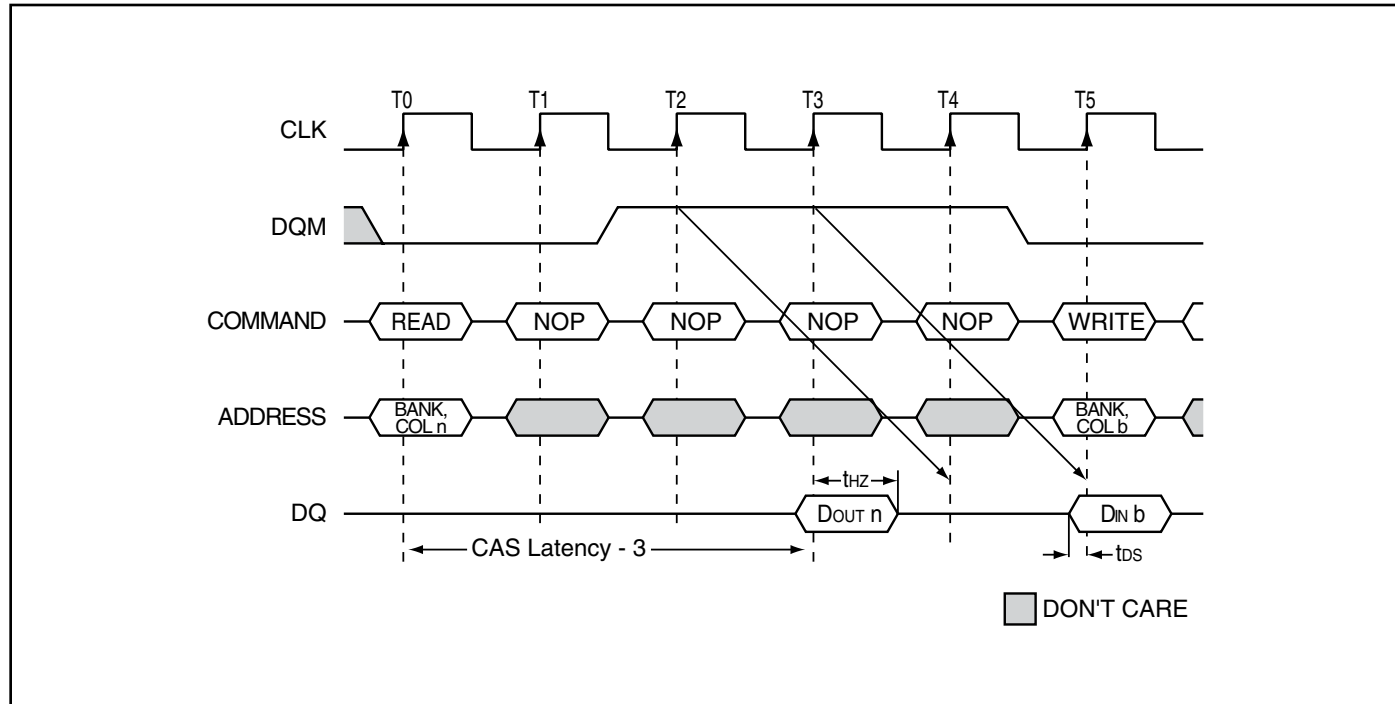 T0 T1 T2 T3 T4 T5
CLK
DQM
COMMAND READ NOP NOP NOP NOP WRITE
ADDRESS BANK, COL n BANK, COL b
tHZ
DQ DOUT n DIN b
CAS Latency - 3 tDS
DON'T CARE